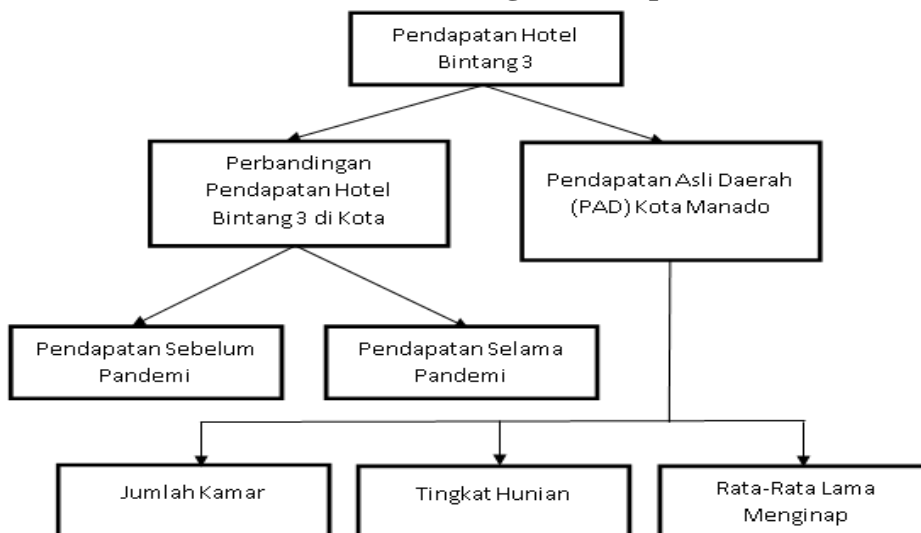 Pendapatan Hotel
Bintang 3
Perbandingan
Pendapatan Hotel
Bintang 3 di Kota
Pendapatan Asli Daerah
(PAD) Kota Manado
Pendapatan Sebelum
Pandemi
Pendapatan Selama
Pandemi
Jumlah Kamar
Tingkat Hunian
Rata-Rata Lama
Menginap